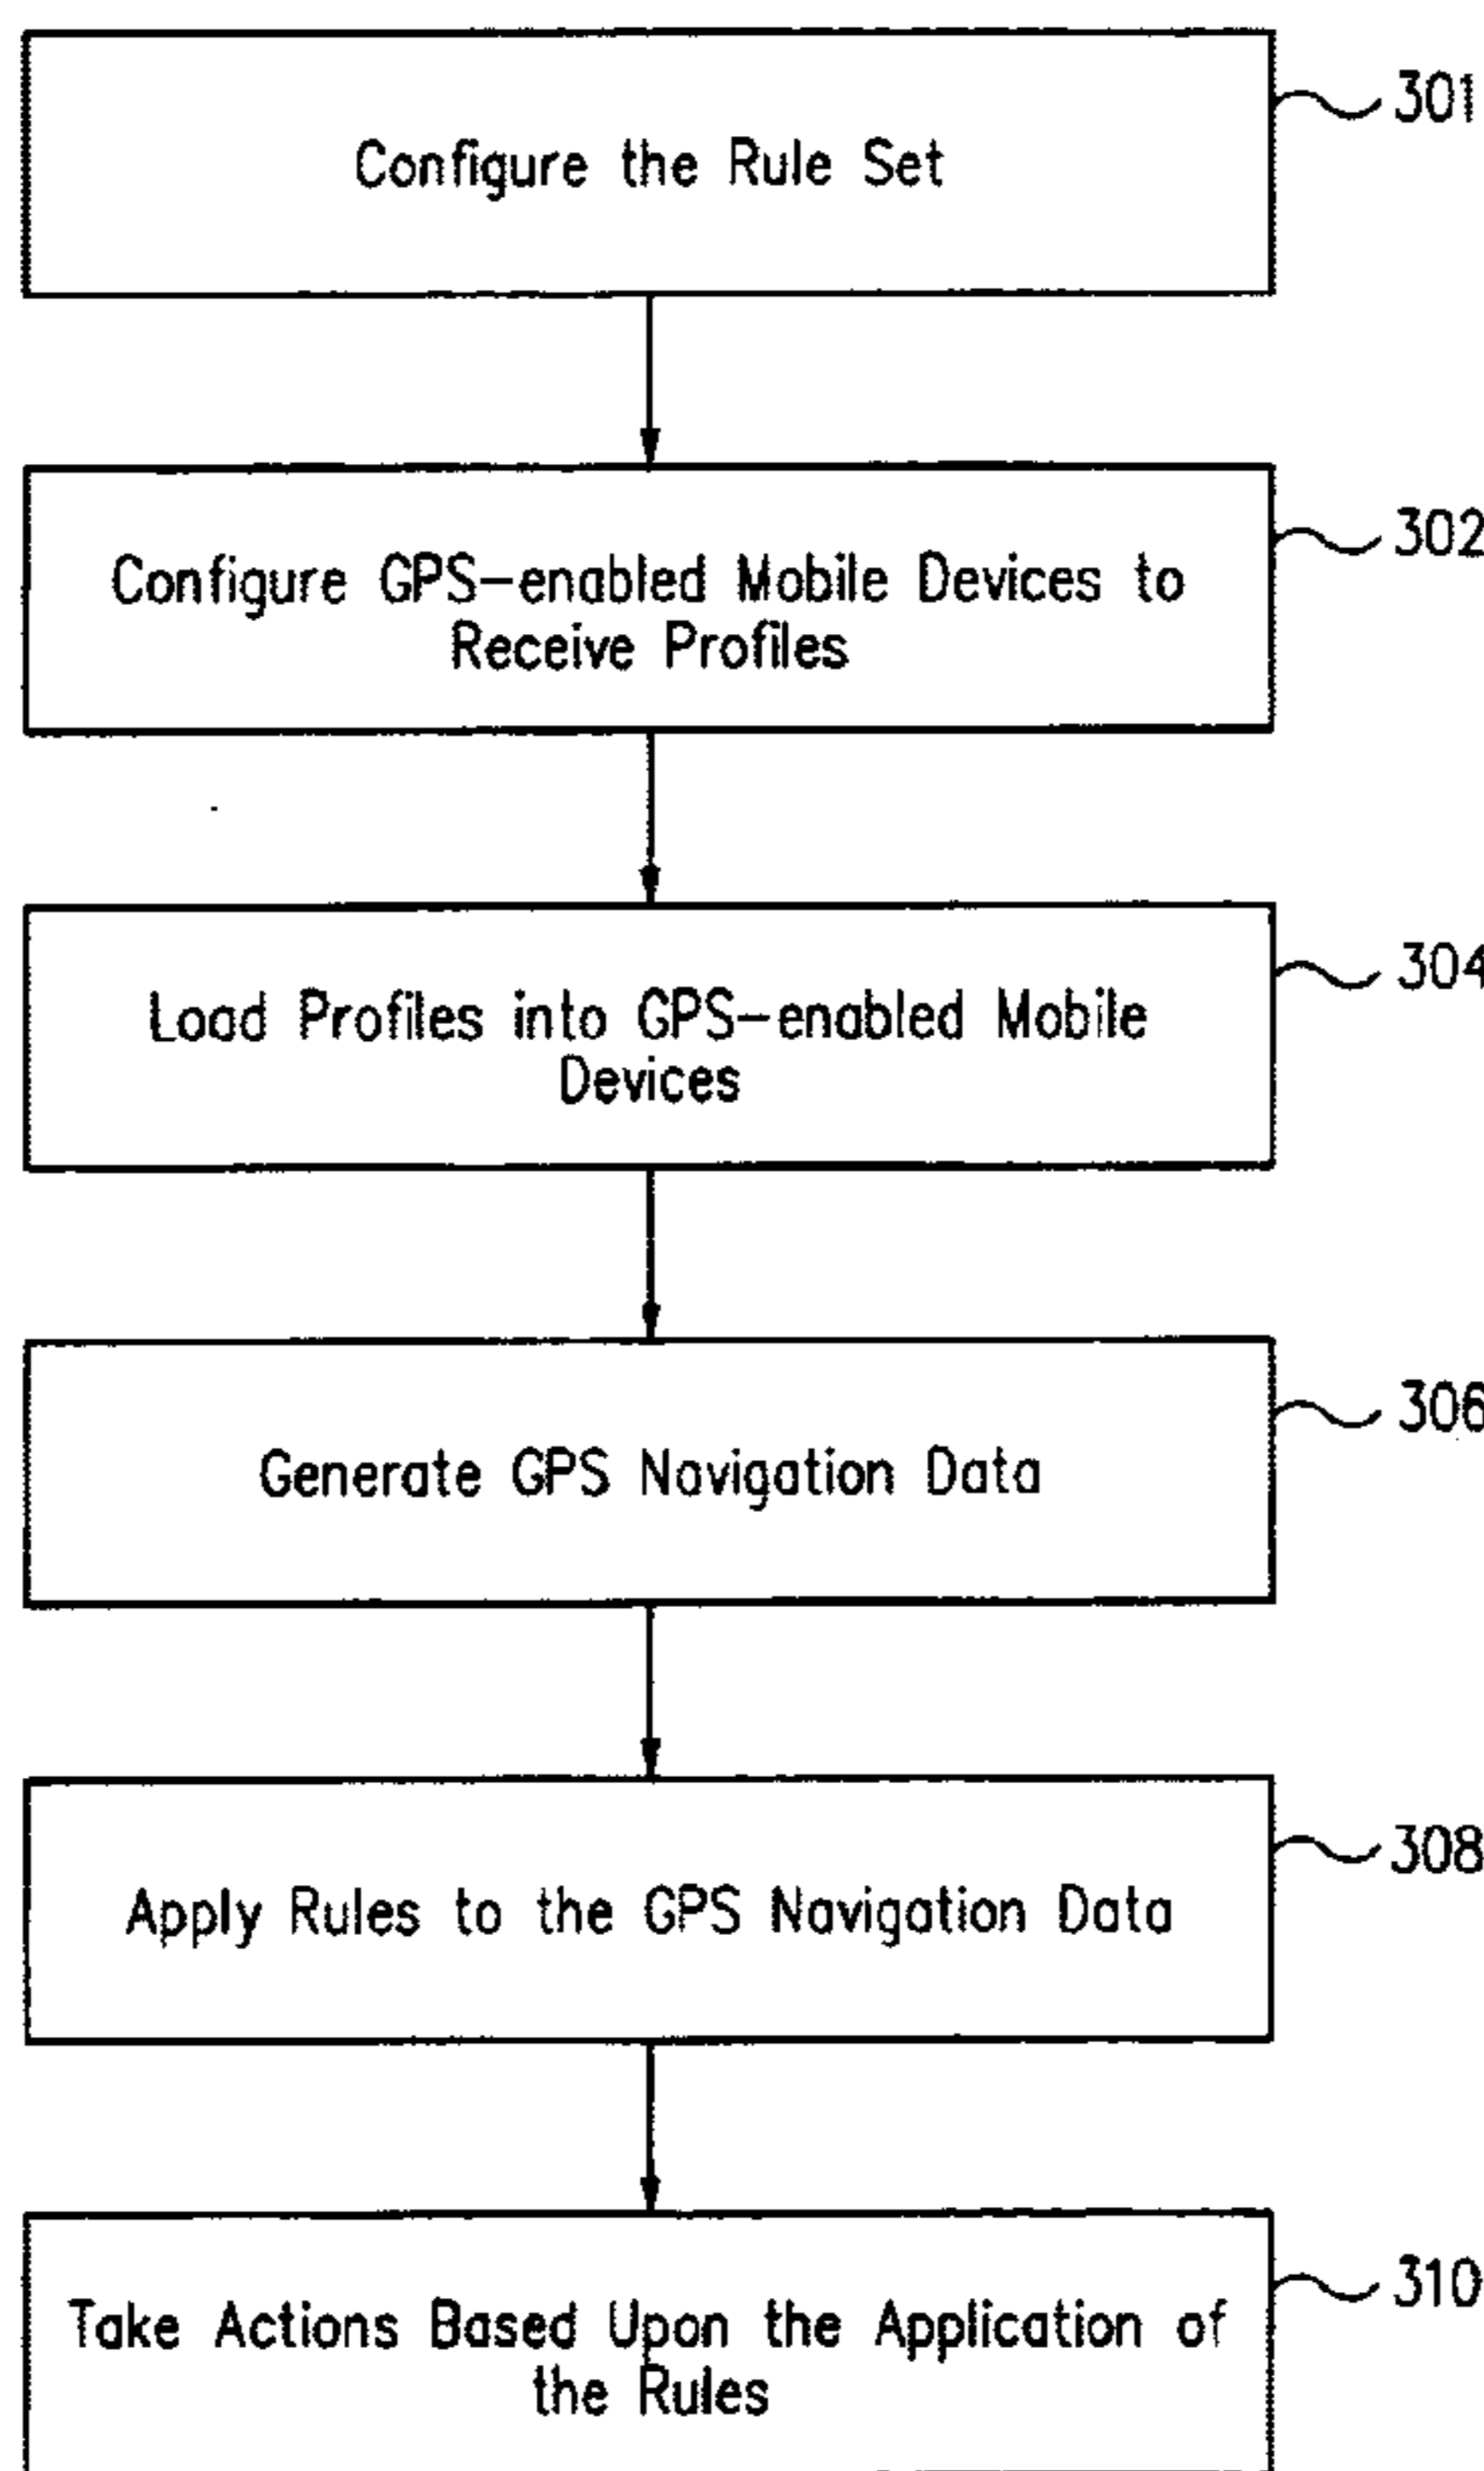 Configure the Rule Set
301
Configure GPS-enabled Mobile Devices to
Receive Profiles
302
Load Profiles into GPS-enabled Mobile
Devices
304
Generate GPS Navigation Data
306
Apply Rules to the GPS Navigation Data
308
Take Actions Based Upon the Application of
the Rules
310